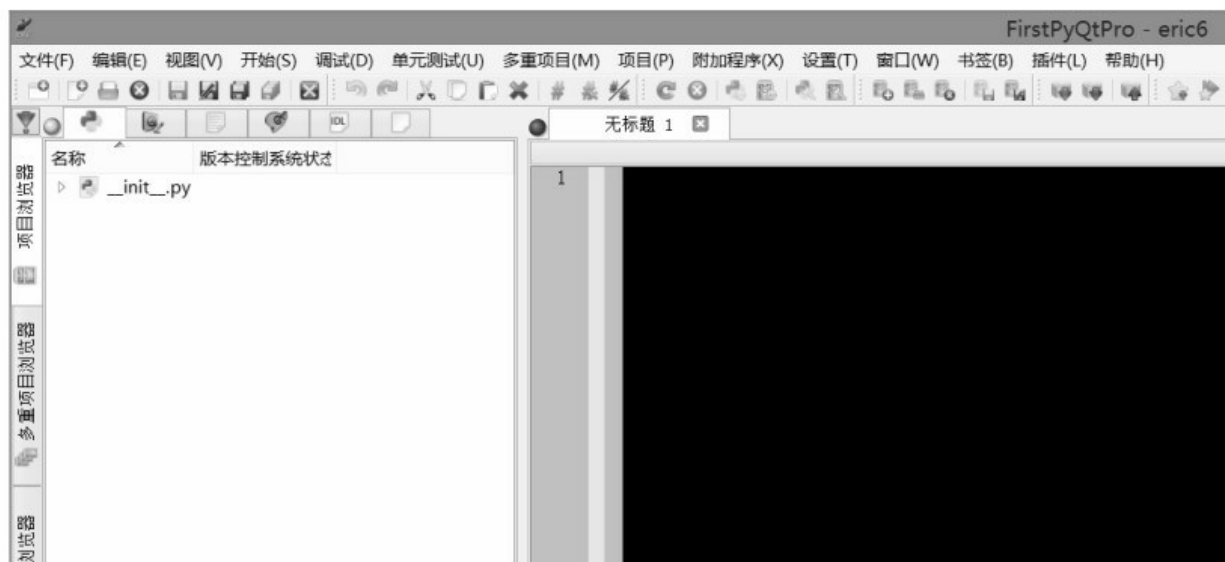 FirstPyQtPro - eric6
文件(F) 编辑(E) 视图(V) 开始(S) 调试(D) 单元测试(U) 多重项目(M) 项目(P) 附加程序(X) 设置(T) 窗口(W) 书签(B) 插件(L) 帮助(H)
IDL
无标题 1
名称 版本控制系统状态
__init__.py
1
项目浏览器
多重项目浏览器
浏览器